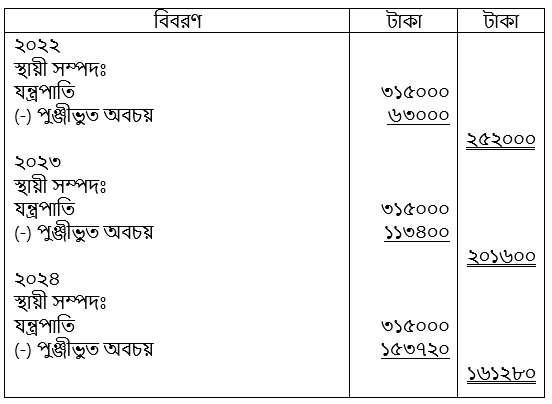 বিবরণ টাকা টাকা
২০২২
স্থায়ী সম্পদঃ
যন্ত্রপাতি ৩১৫০০০
(-) পুঞ্জীভুত অবচয় ৬৩০০০
২৫২০০০
২০২৩
স্থায়ী সম্পদঃ
যন্ত্রপাতি ৩১৫০০০
(-) পুঞ্জীভুত অবচয় ১১৩৪০০
২০১৬০০
২০২৪
স্থায়ী সম্পদঃ
যন্ত্রপাতি ৩১৫০০০
(-) পুঞ্জীভুত অবচয় ১৫৩৭২০
১৬১২৮০